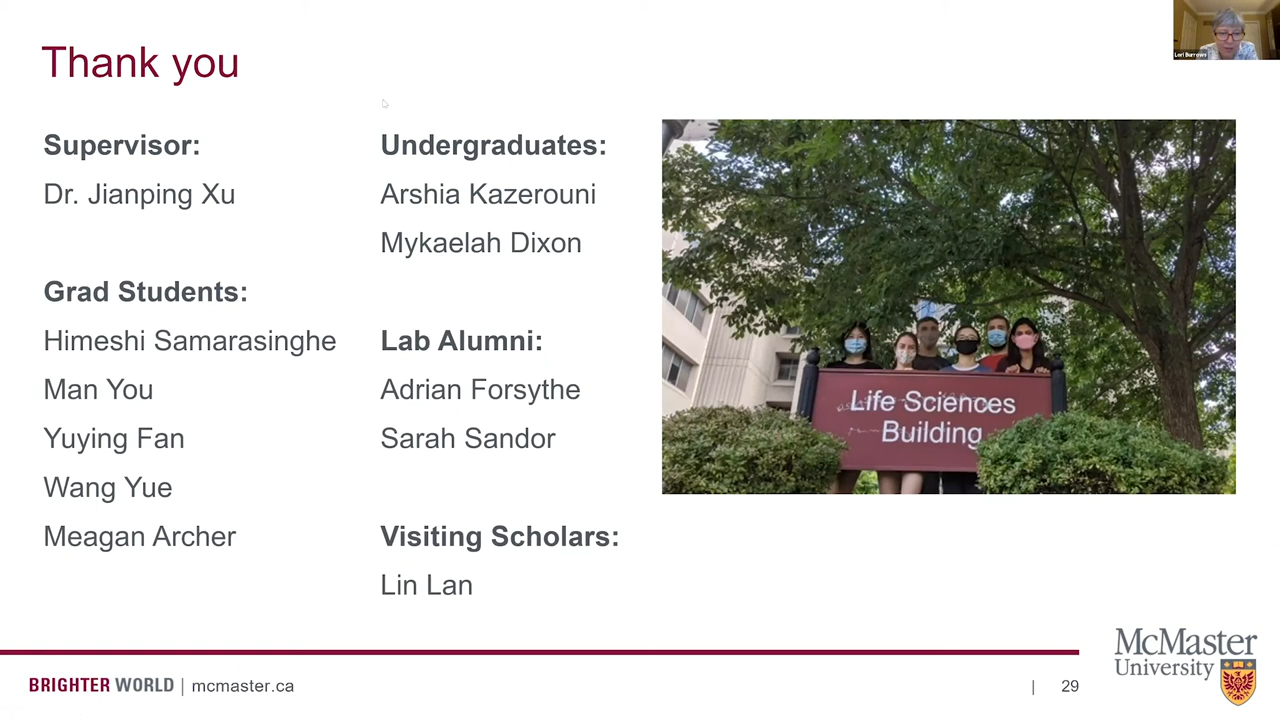 Thank you
Lori Burrows
Supervisor:
Dr. Jianping Xu
Grad Students:
Himeshi Samarasinghe
Man You
Yuying Fan
Wang Yue
Meagan Archer
Undergraduates:
Arshia Kazerouni
Mykaelah Dixon
Lab Alumni:
Adrian Forsythe
Sarah Sandor
Visiting Scholars:
Lin Lan
Life Sciences
Building
BRIGHTER WORLD | mcmaster.ca
| 29
McMaster
University